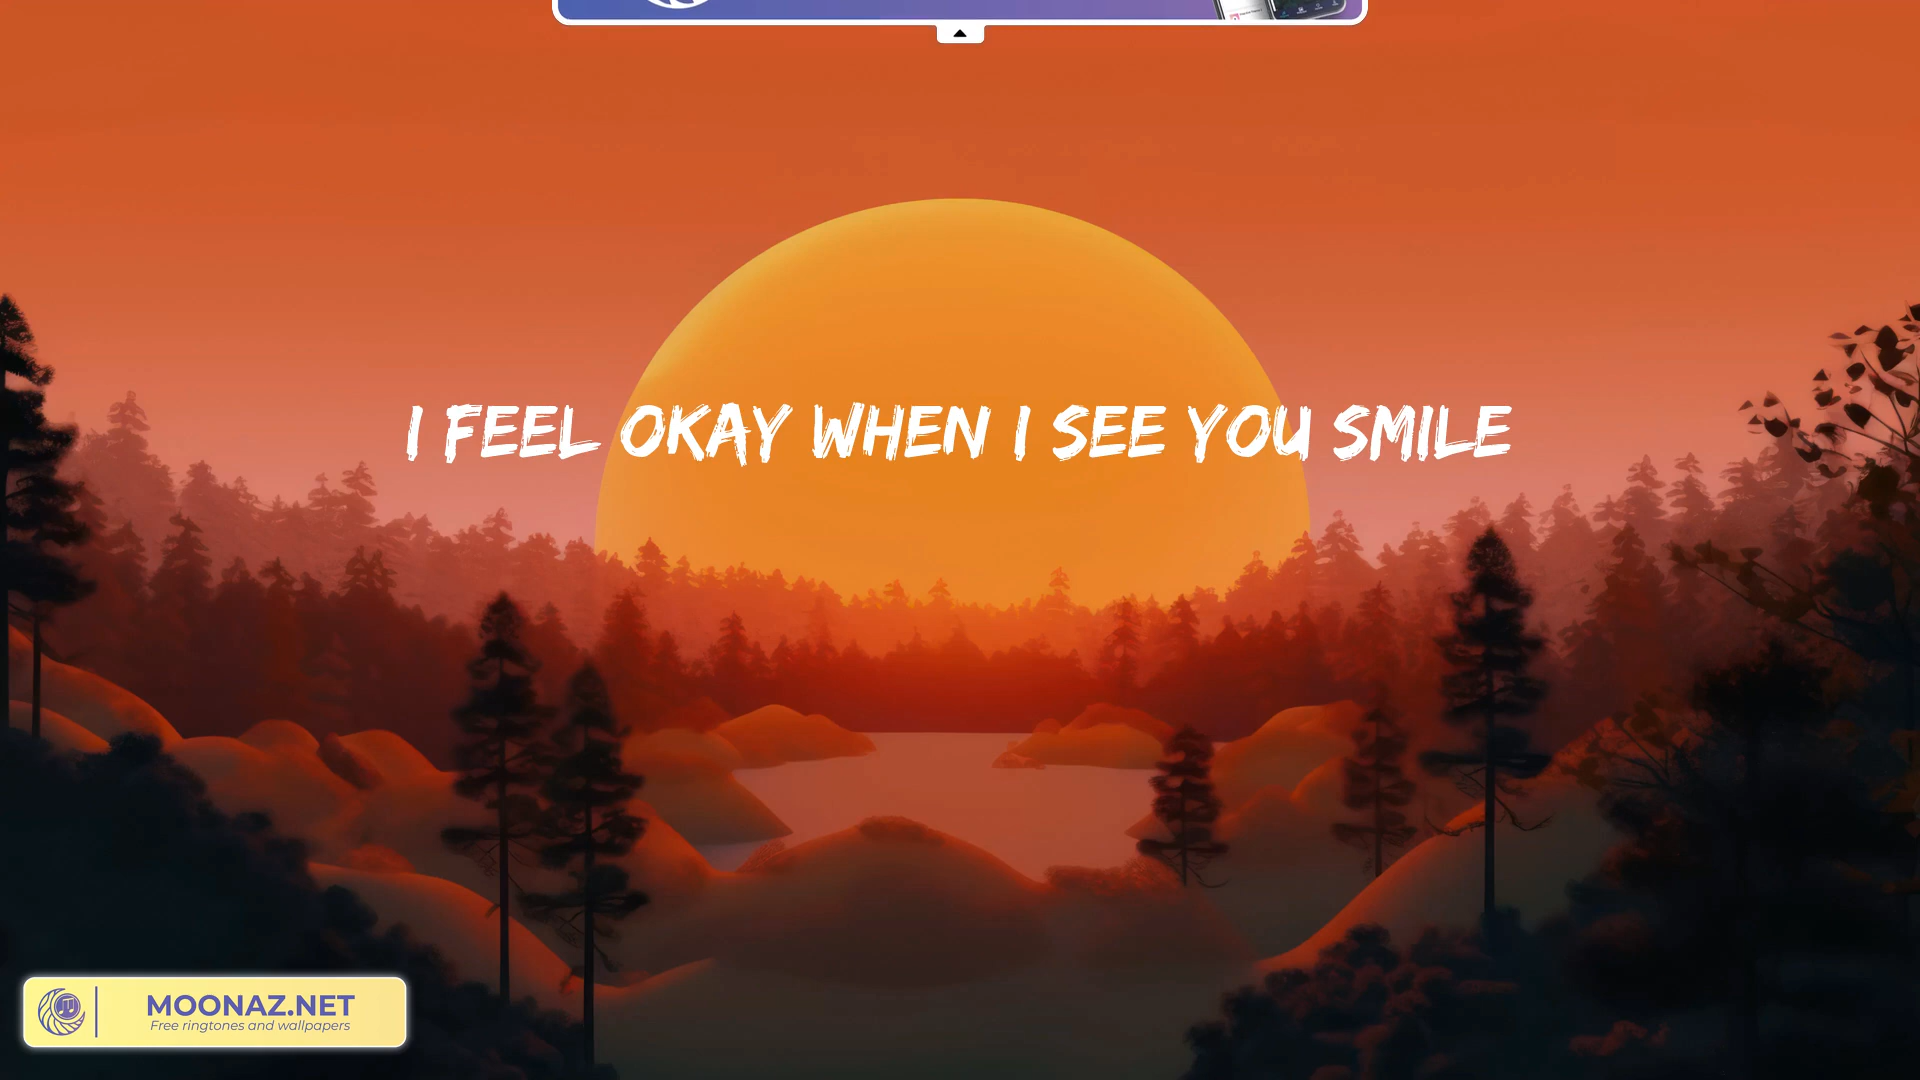 I FEEL OKAY WHEN I SEE YOU SMILE
MOONAZ.NET
Free ringtones and wallpapers